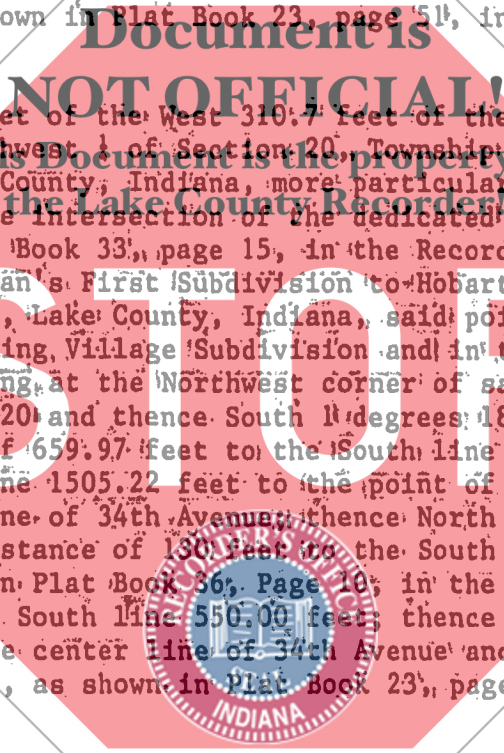 own in Plat Book 23, page 51, in
Document is
NOT OFFICIAL!
et of the West 310.7 feet of the
hwest of Section 20, Township
is Document is the property
County, Indiana, more particular
the Lake County Recorder!
e intersection of the dedicated
Book 33, page 15, in the Record
an's First Subdivision to Hobart
, Lake County, Indiana, said poi
ing Village Subdivision and in
ng at the Northwest corner of s
20 and thence South degrees 18
f 659.97 feet to the South line
ne 1505.22 feet to the point of
ne of 34th Avenue; thence North
stance of 130 feet to the South
n Plat Book 36, Page 10, in the
South line 550.00 feet; thence
e center line of 34th Avenue and
, as shown in Plat Book 23, page
STOP
RECORDER'S OFFICE
INDIANA